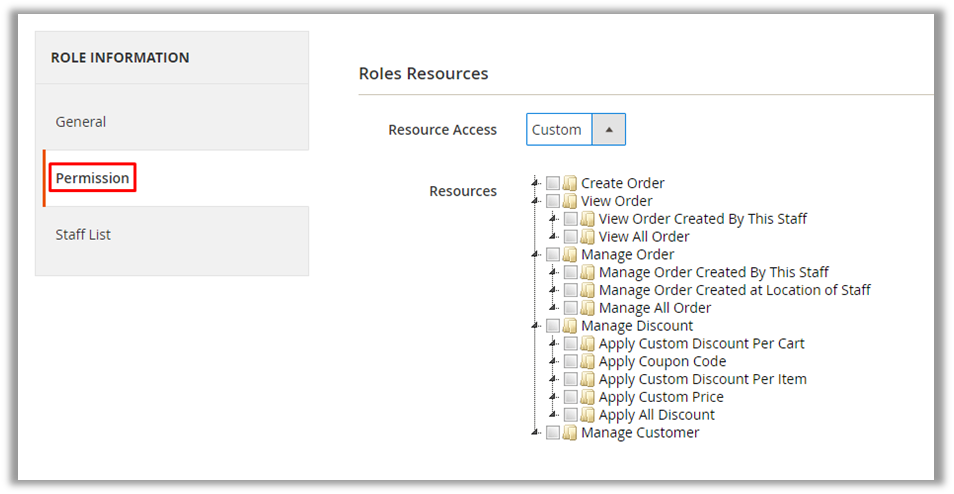 ROLE INFORMATION
General
Permission
Staff List
Roles Resources
Resource Access
Custom
Resources
Create Order
View Order
View Order Created By This Staff
View All Order
Manage Order
Manage Order Created By This Staff
Manage Order Created at Location of Staff
Manage All Order
Manage Discount
Apply Custom Discount Per Cart
Apply Coupon Code
Apply Custom Discount Per Item
Apply Custom Price
Apply All Discount
Manage Customer